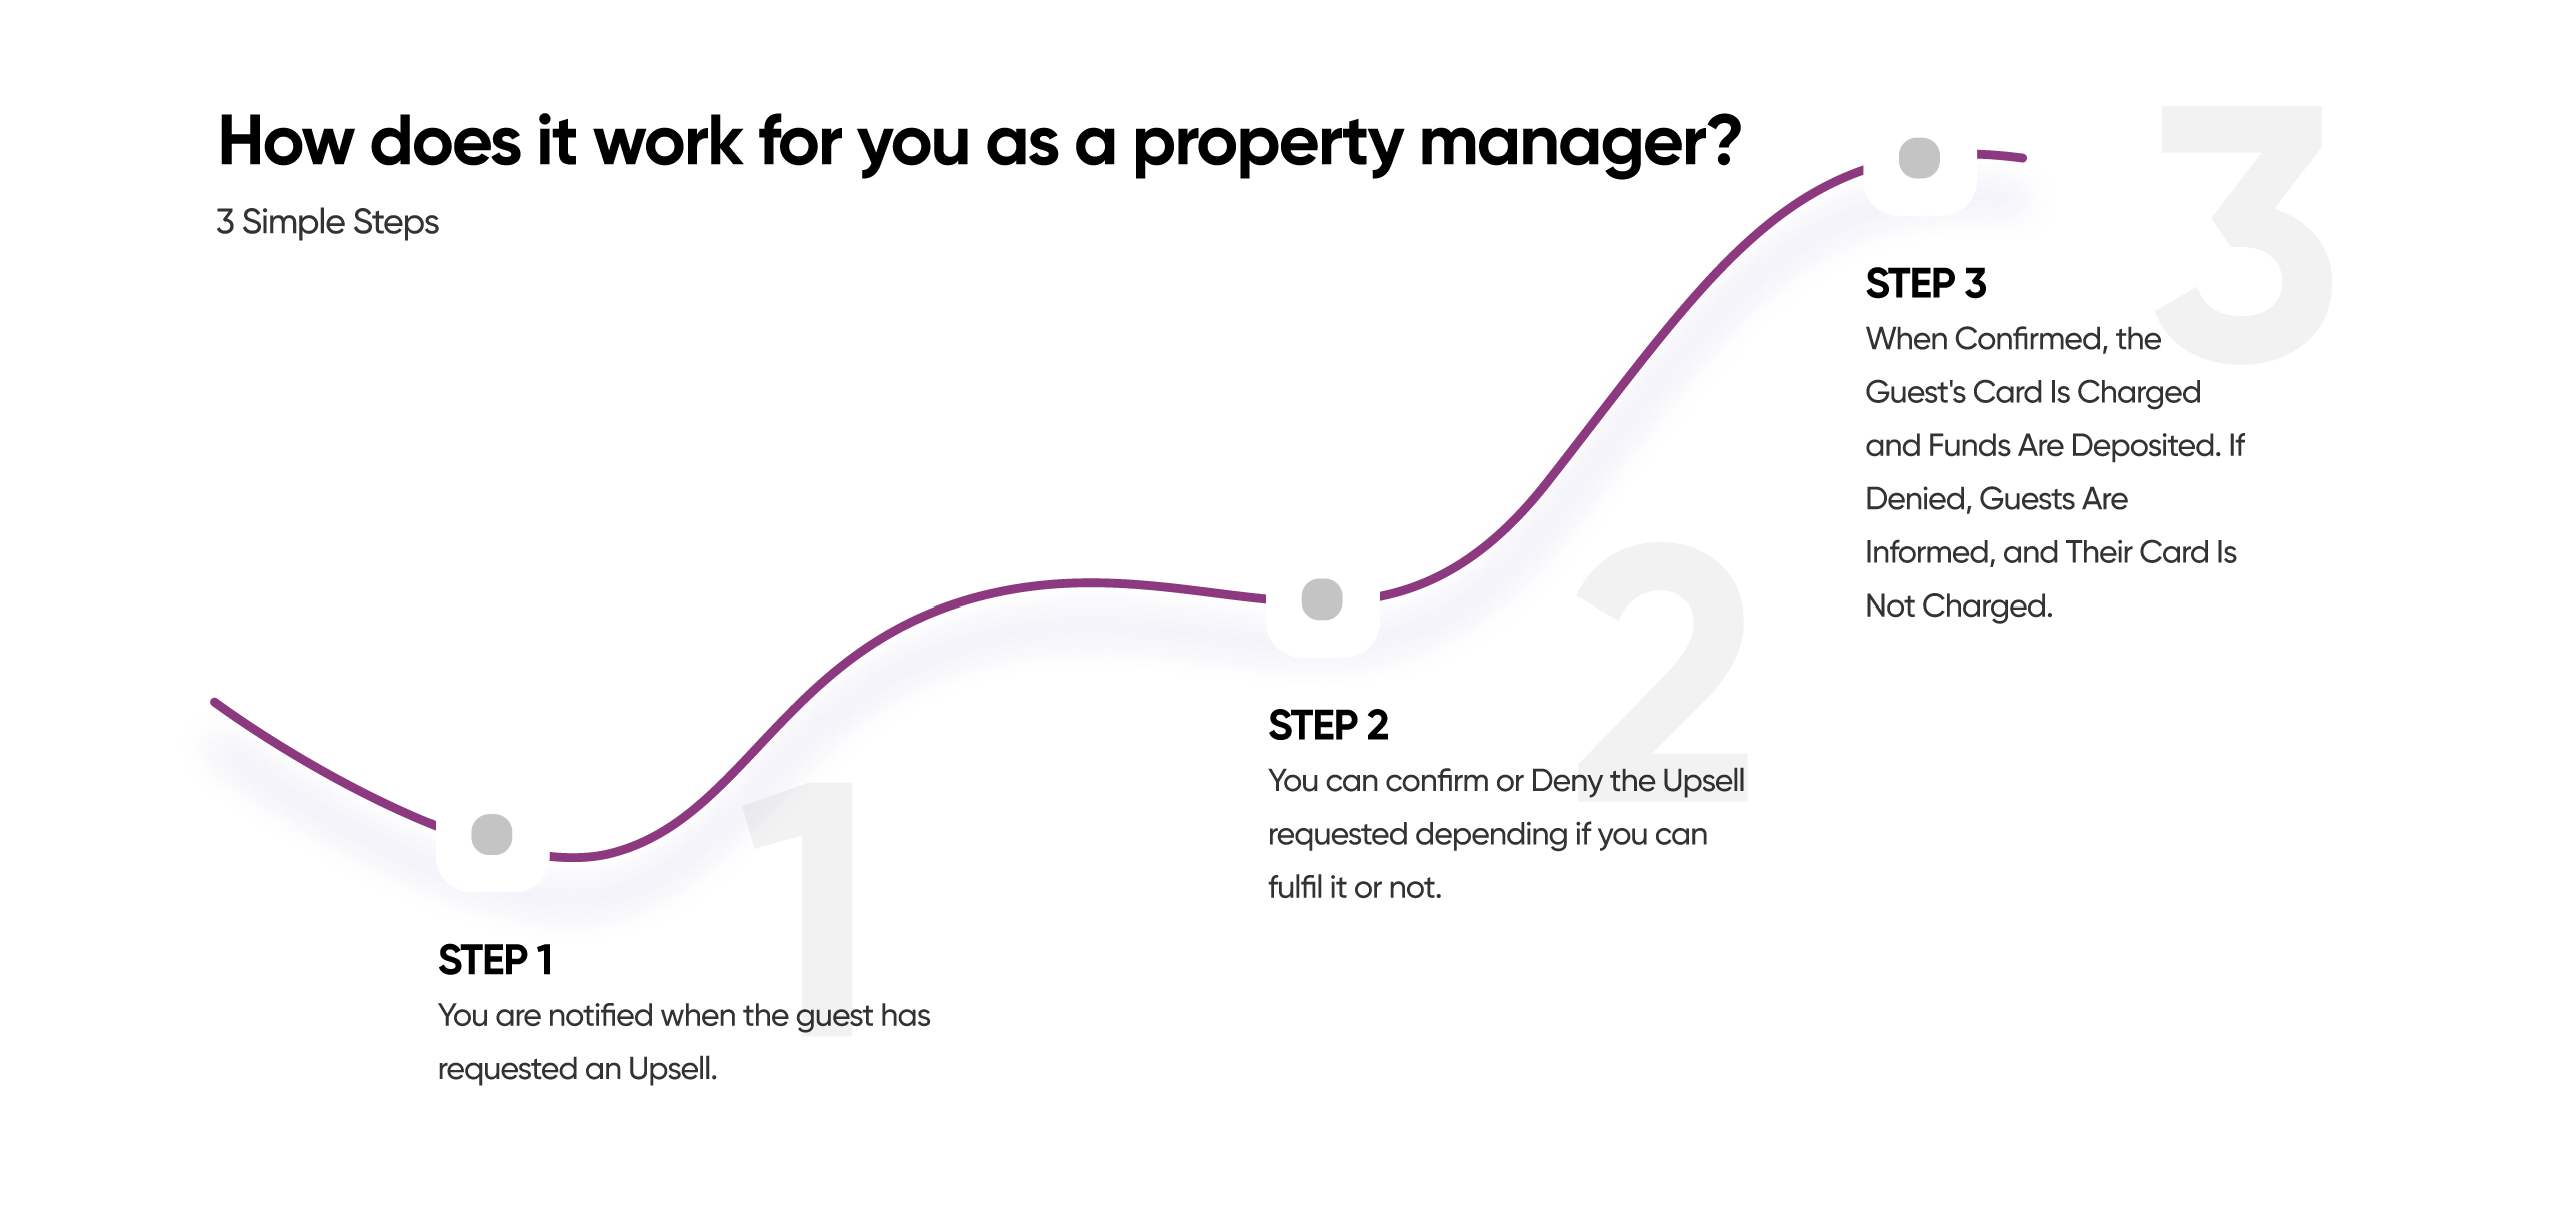 How does it work for you as a property manager?
3 Simple Steps
1
STEP 1
You are notified when the guest has
requested an Upsell.
2
STEP 2
You can confirm or Deny the Upsell
requested depending if you can
fulfil it or not.
3
STEP 3
When Confirmed, the
Guest's Card Is Charged
and Funds Are Deposited. If
Denied, Guests Are
Informed, and Their Card Is
Not Charged.